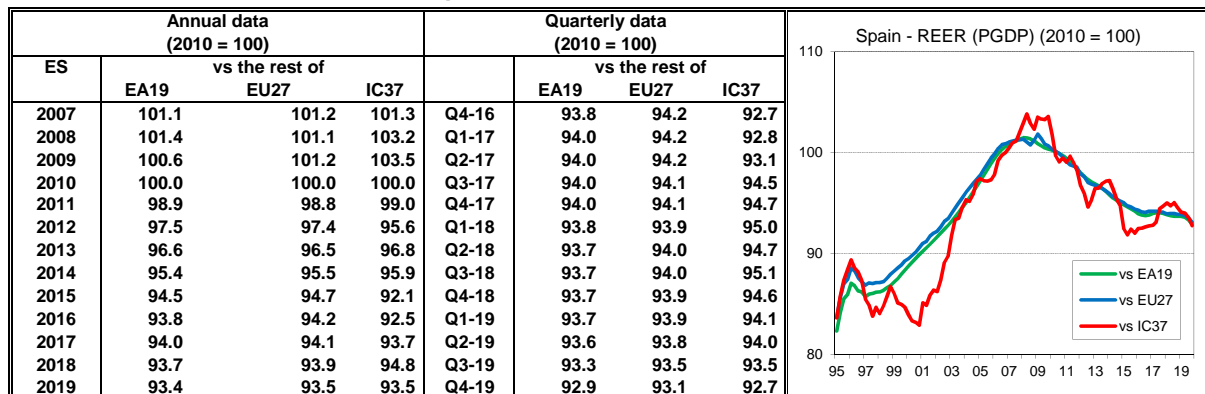 Annual data Quarterly data
(2010 = 100) (2010 = 100)
ES vs the rest of vs the rest of
EA19 EU27 IC37 EA19 EU27 IC37
2007 101.1 101.2 101.3 Q4-16 93.8 94.2 92.7
2008 101.4 101.1 103.2 Q1-17 94.0 94.2 92.8
2009 100.6 101.2 103.5 Q2-17 94.0 94.2 93.1
2010 100.0 100.0 100.0 Q3-17 94.0 94.1 94.5
2011 98.9 98.8 99.0 Q4-17 94.0 94.1 94.7
2012 97.5 97.4 95.6 Q1-18 93.8 93.9 95.0
2013 96.6 96.5 96.8 Q2-18 93.7 94.0 94.7
2014 95.4 95.5 95.9 Q3-18 93.7 94.0 95.1
2015 94.5 94.7 92.1 Q4-18 93.7 93.9 94.6
2016 93.8 94.2 92.5 Q1-19 93.7 93.9 94.1
2017 94.0 94.1 93.7 Q2-19 93.6 93.8 94.0
2018 93.7 93.9 94.8 Q3-19 93.3 93.5 93.5
2019 93.4 93.5 93.5 Q4-19 92.9 93.1 92.7
Spain - REER (PGDP) (2010 = 100)
110
100
90
80
vs EA19
vs EU27
vs IC37
95 96 97 98 99 00 01 02 03 04 05 06 07 08 09 10 11 12 13 14 15 16 17 18 19